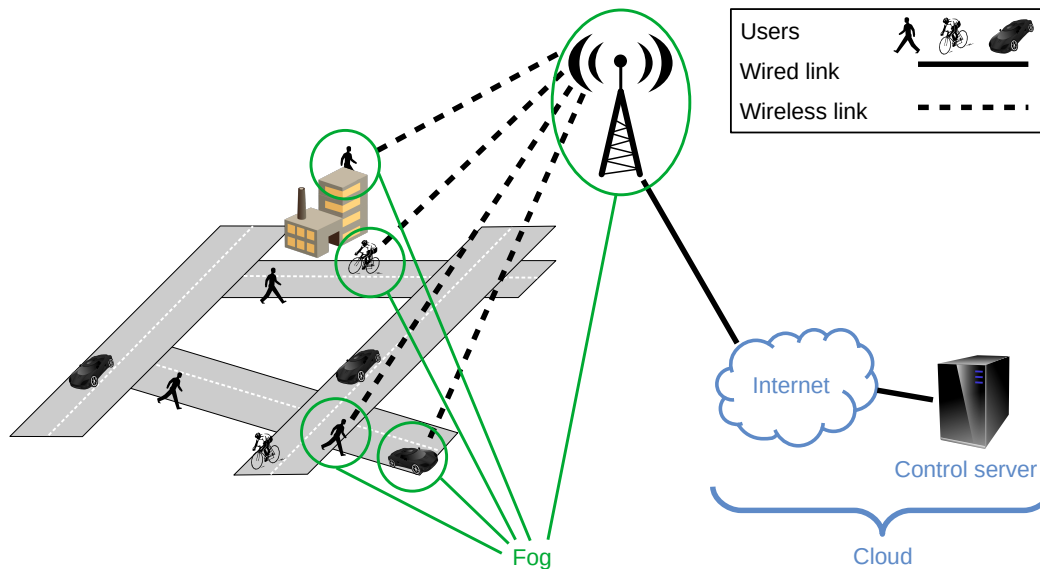 Users
Wired link
Wireless link
Internet
Control server
Cloud
Fog